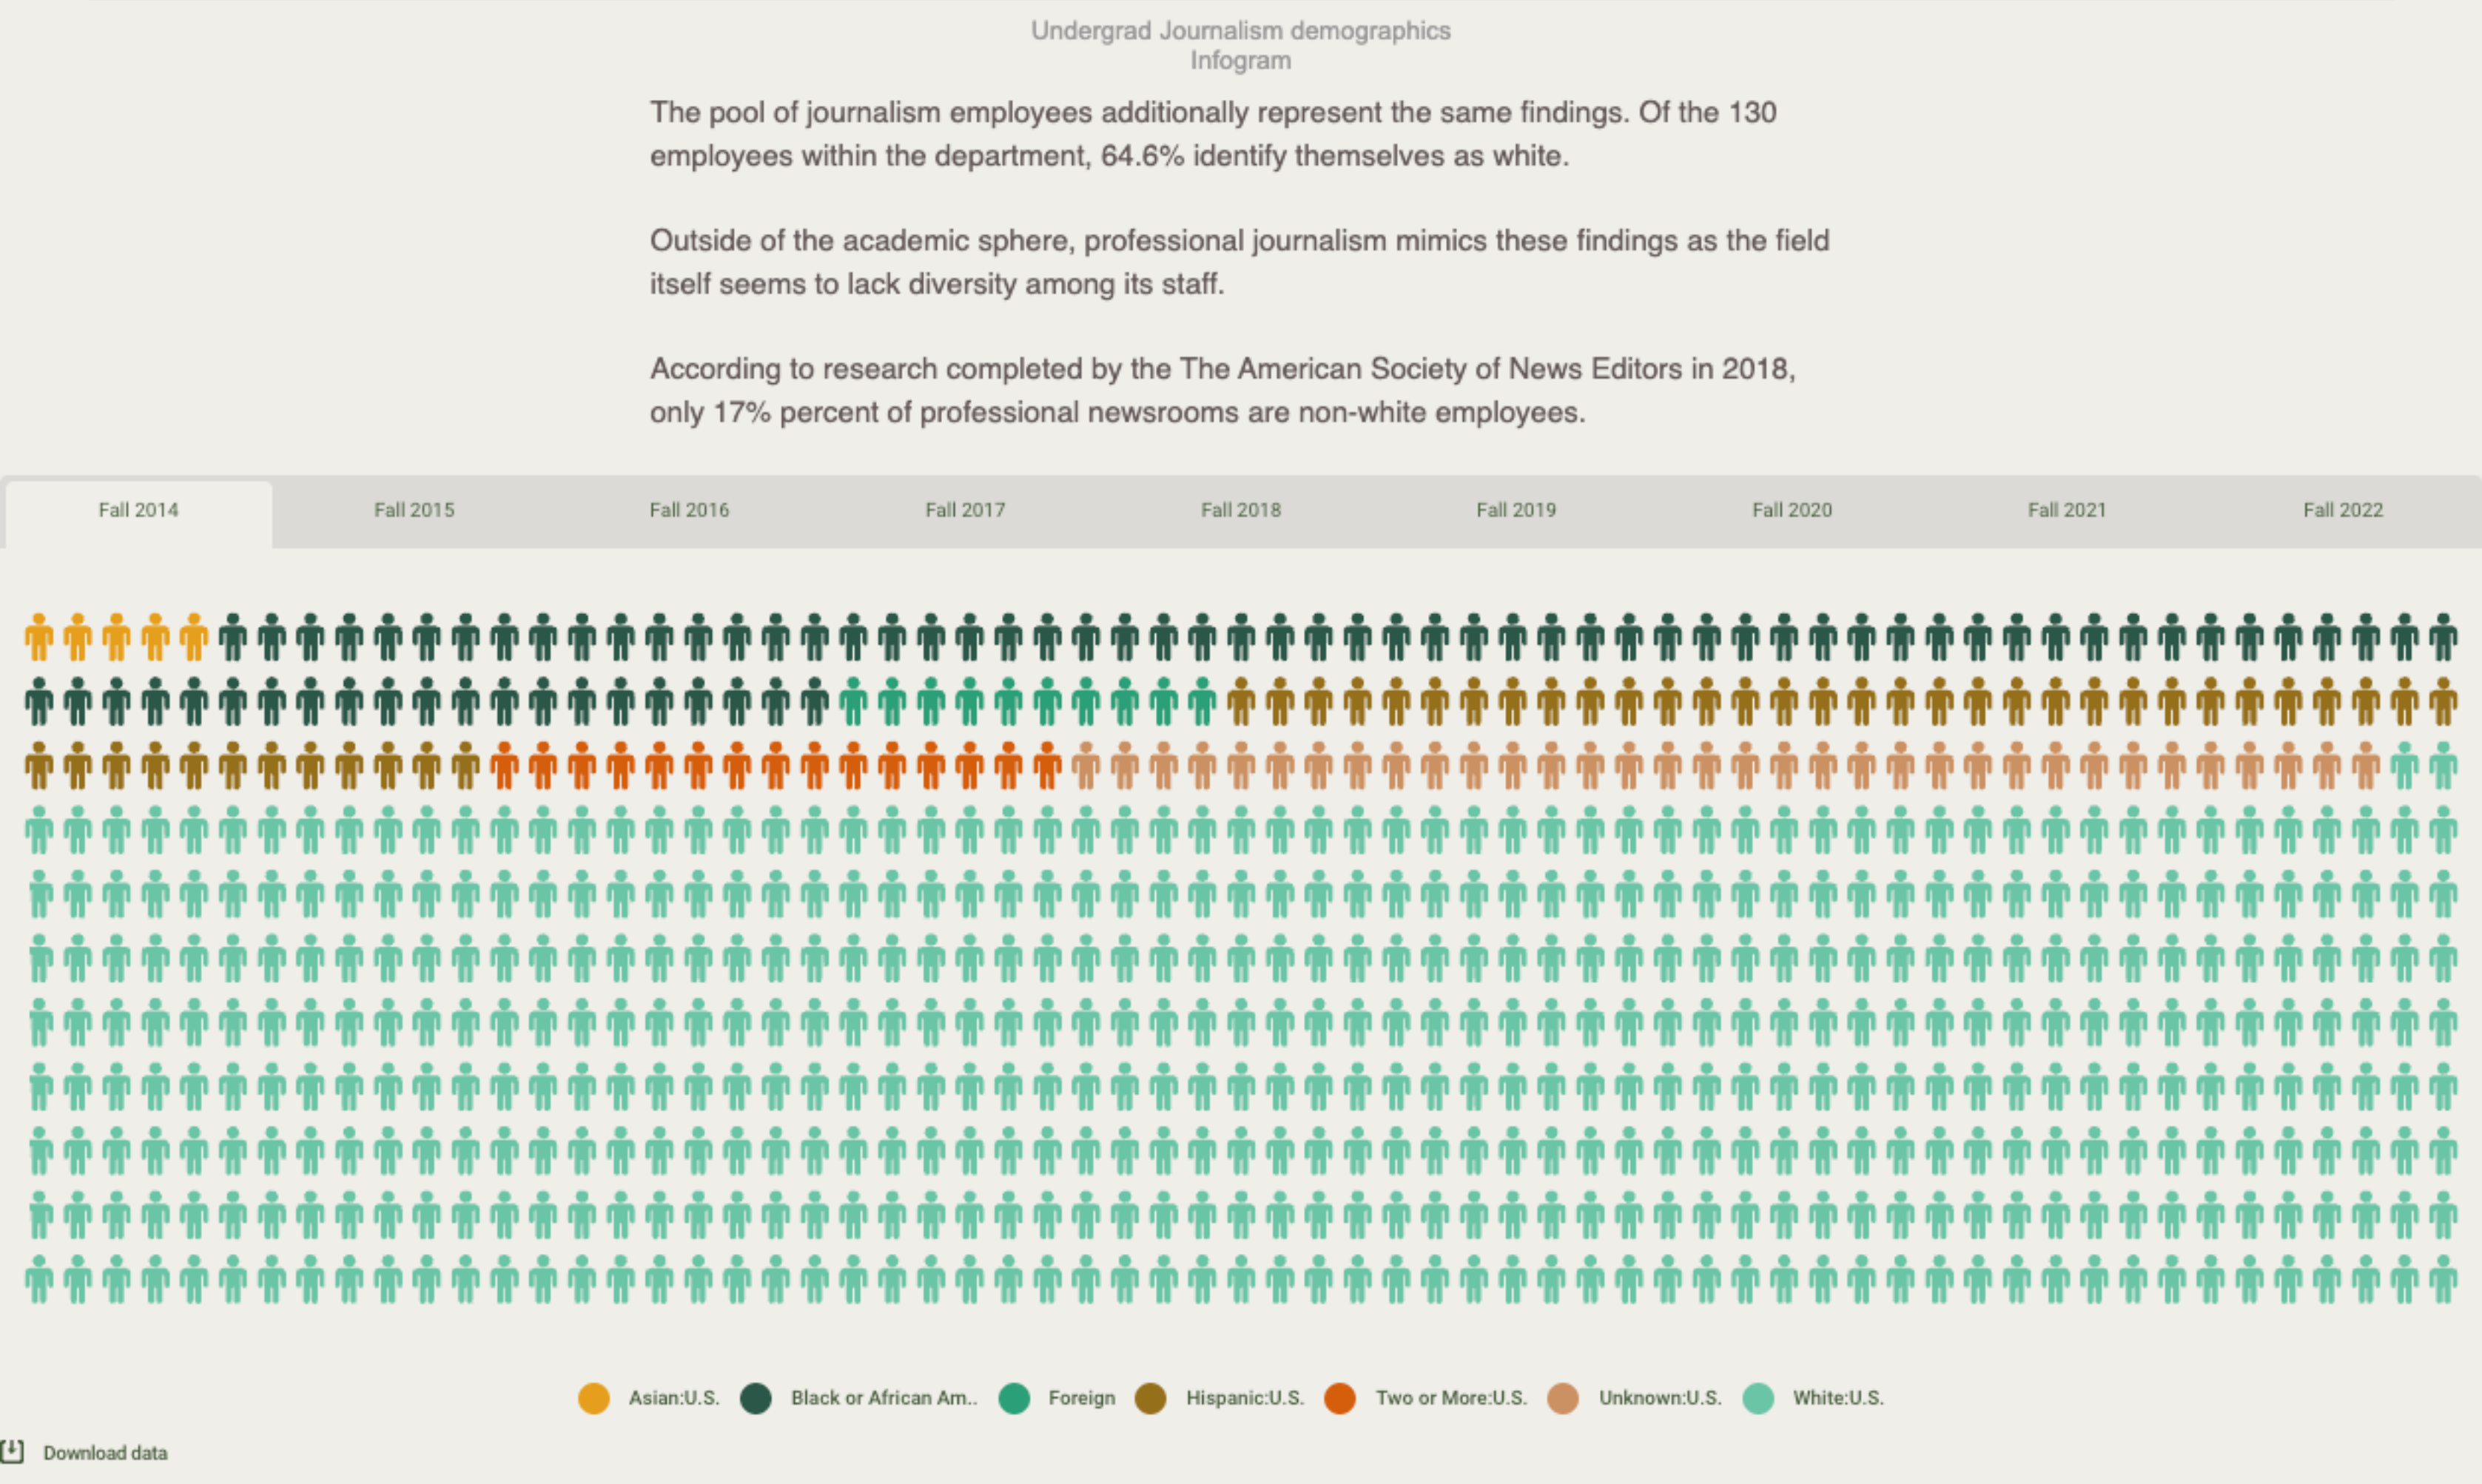 Undergrad Journalism demographics
Infogram
The pool of journalism employees additionally represent the same findings. Of the 130
employees within the department, 64.6% identify themselves as white.
Outside of the academic sphere, professional journalism mimics these findings as the field
itself seems to lack diversity among its staff.
According to research completed by the The American Society of News Editors in 2018,
only 17% percent of professional newsrooms are non-white employees.
Fall 2014 Fall 2015 Fall 2016 Fall 2017 Fall 2018 Fall 2019 Fall 2020 Fall 2021 Fall 2022
Asian:U.S. Black or African Am.. Foreign Hispanic:U.S. Two or More:U.S. Unknown:U.S. White:U.S.
Download data